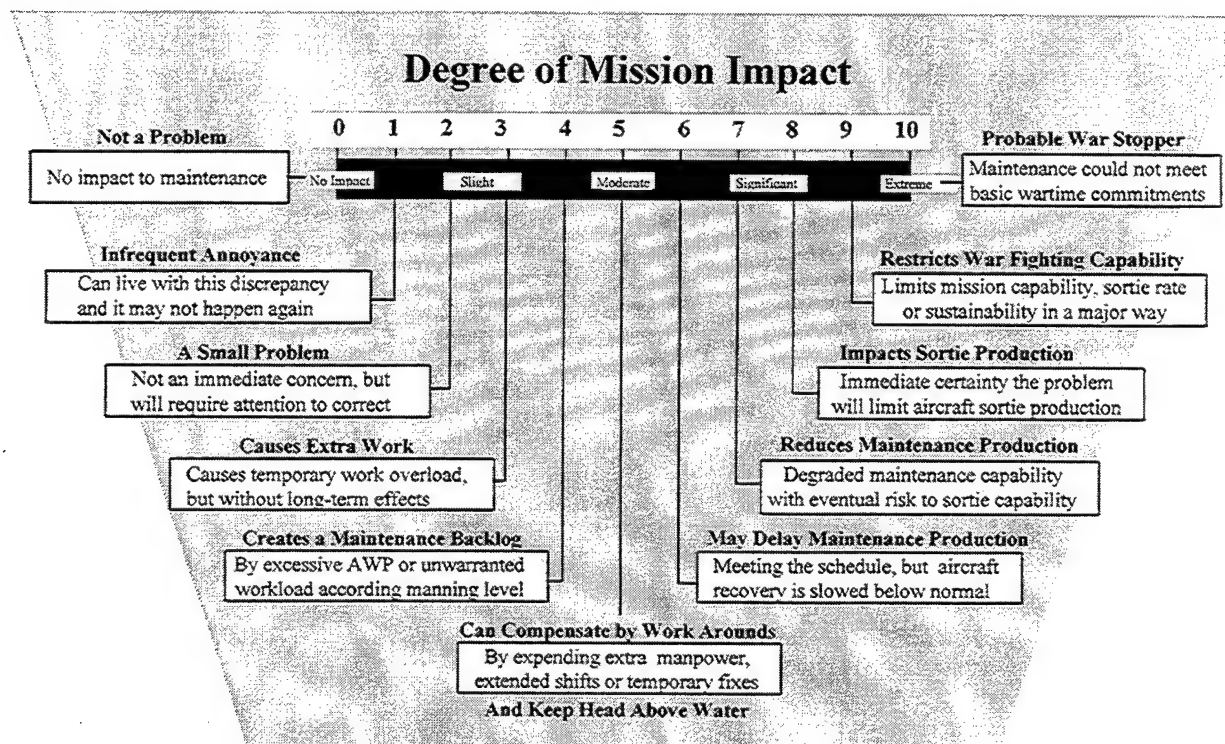 Degree of Mission Impact
0 1 2 3 4 5 6 7 8 9 10
No Impact Slight Moderate Significant Extreme
Not a Problem
No impact to maintenance
Probable War Stopper
Maintenance could not meet
basic wartime commitments
Infrequent Annoyance
Can live with this discrepancy
and it may not happen again
Restricts War Fighting Capability
Limits mission capability, sortie rate
or sustainability in a major way
A Small Problem
Not an immediate concern, but
will require attention to correct
Impacts Sortie Production
Immediate certainty the problem
will limit aircraft sortie production
Causes Extra Work
Causes temporary work overload,
but without long-term effects
Reduces Maintenance Production
Degraded maintenance capability
with eventual risk to sortie capability
Creates a Maintenance Backlog
By excessive AWP or unwarranted
workload according manning level
May Delay Maintenance Production
Meeting the schedule, but aircraft
recovery is slowed below normal
Can Compensate by Work Arounds
By expending extra manpower,
extended shifts or temporary fixes
And Keep Head Above Water